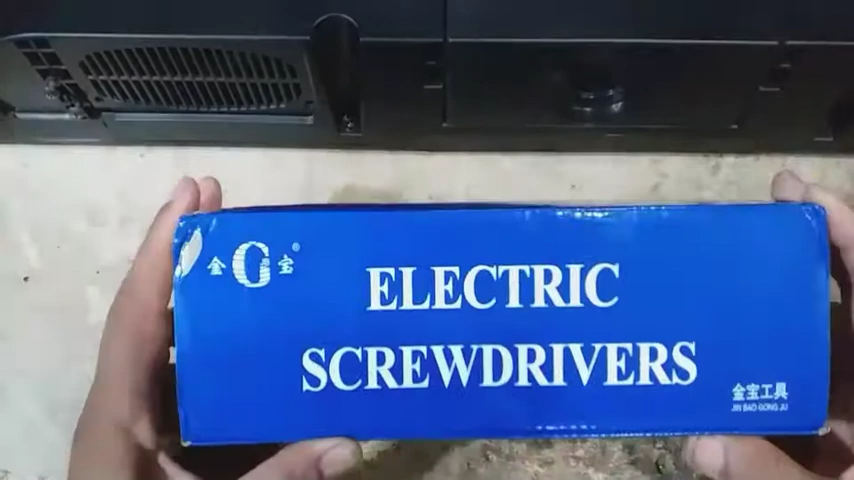 金G宝®
ELECTRIC
SCREWDRIVERS
金宝工具
JIN BAO GONG JU